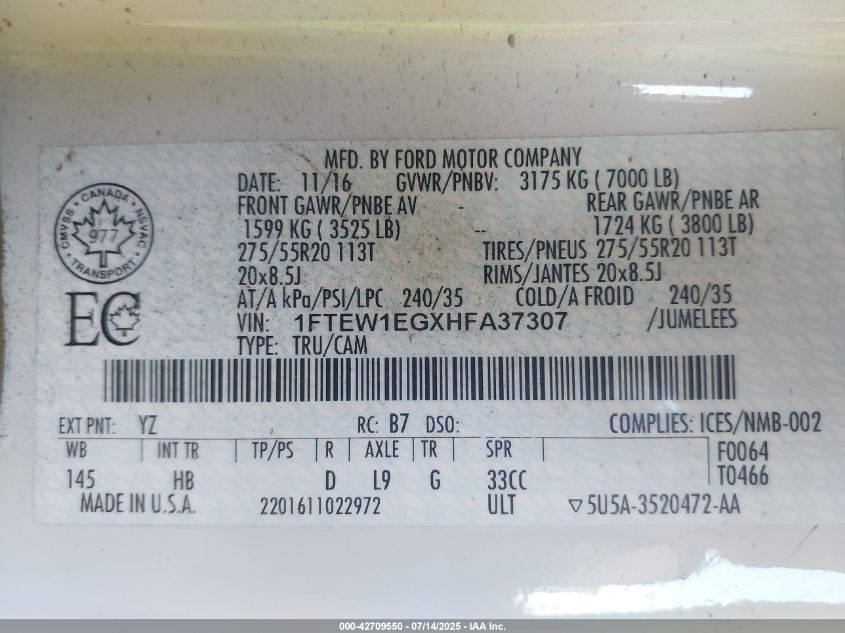 MFD. BY FORD MOTOR COMPANY
DATE: 11/16 GVWR/PNBV: 3175 KG ( 7000 LB)
FRONT GAWR/PNBE AV - REAR GAWR/PNBE AR
1599 KG ( 3525 LB) -- 1724 KG ( 3800 LB)
275/55R20 113T TIRES/PNEUS 275/55R20 113T
20x8.5J RIMS/JANTES 20x8.5J
AT/A kPa/PSI/LPC 240/35 COLD/A FROID 240/35
VIN: 1FTEW1EGXHFA37307 /JUMELEES
TYPE: TRU/CAM
CANADA
CMVSS NSVAC
977
TRANSPORT
EC
EXT PNT: YZ RC: B7 DSO: COMPLIES: ICES/NMB-002
WB INT TR TP/PS R AXLE TR SPR F0064
145 HB D L9 G 33CC T0466
MADE IN U.S.A. 2201611022972 ULT ▽5U5A-3520472-AA
000-42709550 - 07/14/2025 - IAA Inc.